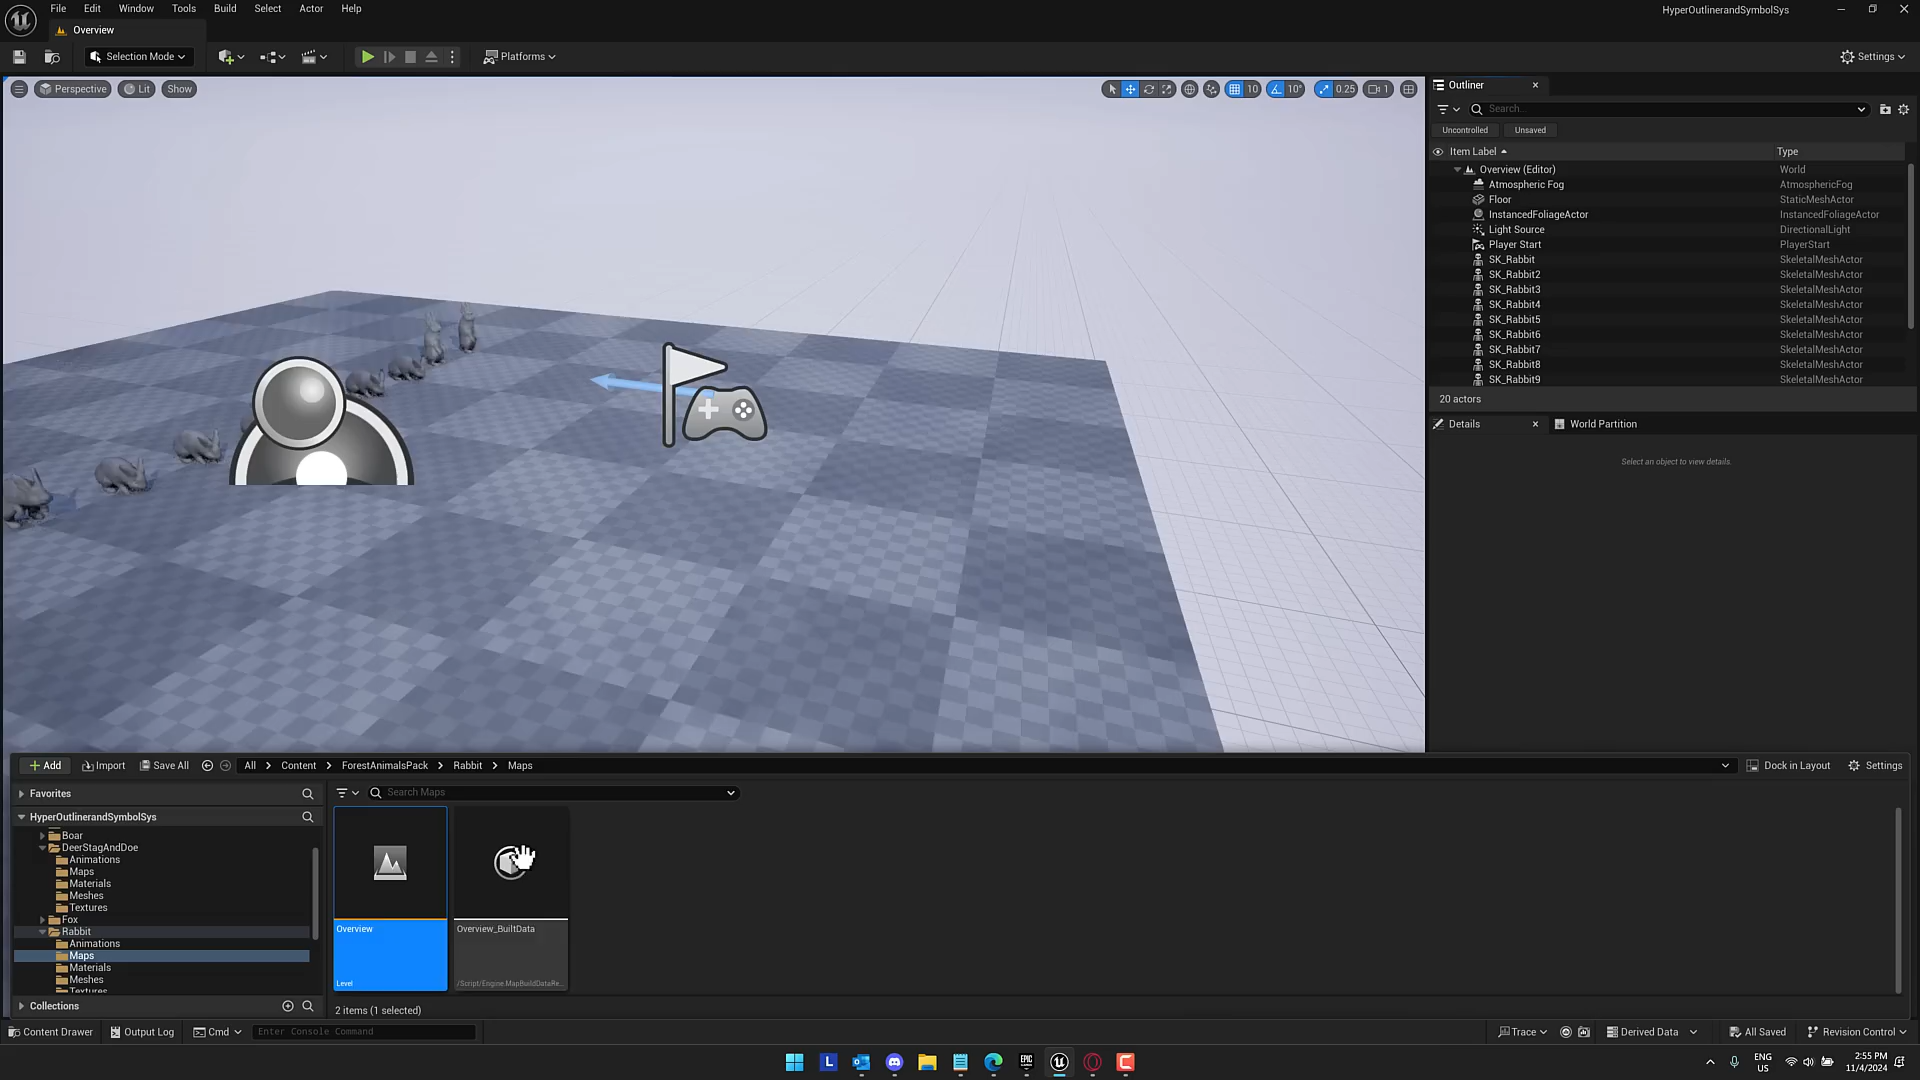 File Edit Window Tools Build Select Actor Help
HyperOutlinerandSymbolSys
Overview
Selection Mode
Platforms
Settings
Perspective Lit Show
10 10° 0.25 1
Outliner
Search...
Uncontrolled Unsaved
Item Label Type
Overview (Editor) World
Atmospheric Fog AtmosphericFog
Floor StaticMeshActor
InstancedFoliageActor InstancedFoliageActor
Light Source DirectionalLight
Player Start PlayerStart
SK_Rabbit SkeletalMeshActor
SK_Rabbit2 SkeletalMeshActor
SK_Rabbit3 SkeletalMeshActor
SK_Rabbit4 SkeletalMeshActor
SK_Rabbit5 SkeletalMeshActor
SK_Rabbit6 SkeletalMeshActor
SK_Rabbit7 SkeletalMeshActor
SK_Rabbit8 SkeletalMeshActor
SK_Rabbit9 SkeletalMeshActor
20 actors
Details World Partition
Select an object to view details.
Add Import Save All All Content ForestAnimalsPack Rabbit Maps Dock in Layout Settings
Favorites
Search Maps
HyperOutlinerandSymbolSys
Boar
DeerStagAndDoe
Animations
Maps
Materials
Meshes
Textures
Fox
Rabbit
Animations
Maps
Materials
Meshes
Textures
Collections
Overview
Level
Overview_BuiltData
/Script/Engine.MapBuildDataRe...
2 items (1 selected)
Content Drawer Output Log Cmd Enter Console Command Trace Derived Data All Saved Revision Control
L
EPIC
GAMES
ENG
US
2:55 PM
11/4/2024